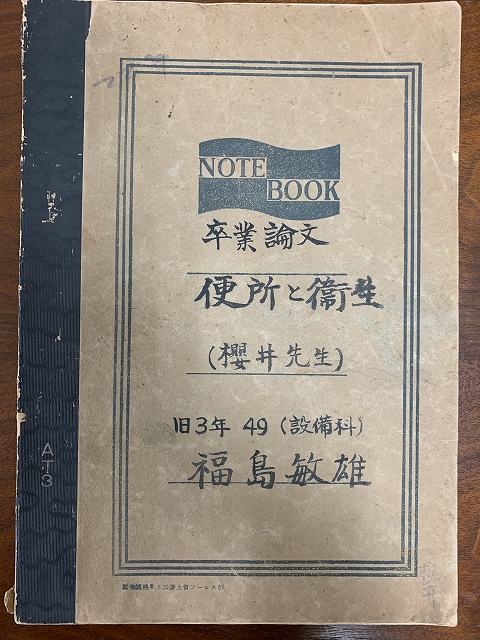 NOTE
BOOK
卒業論文
便所と衛生
(櫻井先生)
旧3年 49 (設備科)
福島敏雄
AT3